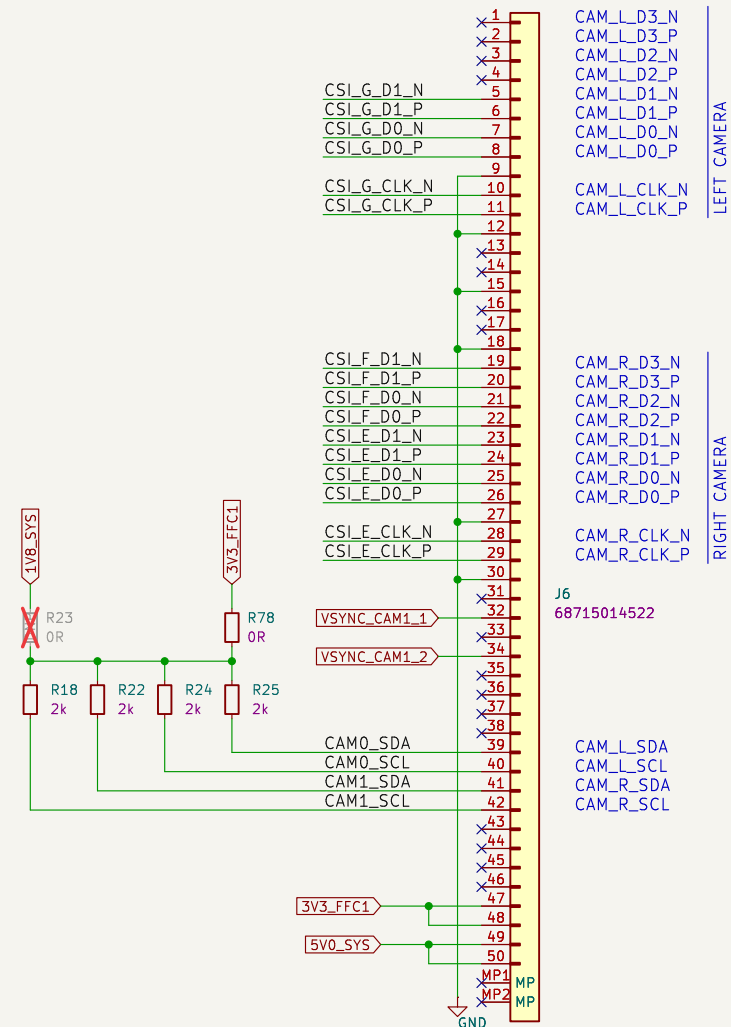 1 CAM_L_D3_N
2 CAM_L_D3_P
3 CAM_L_D2_N
4 CAM_L_D2_P
CSI_G_D1_N 5 CAM_L_D1_N
CSI_G_D1_P 6 CAM_L_D1_P
CSI_G_D0_N 7 CAM_L_D0_N
CSI_G_D0_P 8 CAM_L_D0_P
9
CSI_G_CLK_N 10 CAM_L_CLK_N
CSI_G_CLK_P 11 CAM_L_CLK_P
LEFT CAMERA
12
13
14
15
16
17
18
CSI_F_D1_N 19 CAM_R_D3_N
CSI_F_D1_P 20 CAM_R_D3_P
CSI_F_D0_N 21 CAM_R_D2_N
CSI_F_D0_P 22 CAM_R_D2_P
CSI_E_D1_N 23 CAM_R_D1_N
CSI_E_D1_P 24 CAM_R_D1_P
CSI_E_D0_N 25 CAM_R_D0_N
CSI_E_D0_P 26 CAM_R_D0_P
27
CSI_E_CLK_N 28 CAM_R_CLK_N
CSI_E_CLK_P 29 CAM_R_CLK_P
RIGHT CAMERA
30
31
J6
68715014522
VSYNC_CAM1_1 32
33
VSYNC_CAM1_2 34
35
36
37
38
1V8_SYS
3V3_FFC1
R23
0R
R78
0R
R18
2k
R22
2k
R24
2k
R25
2k
CAM0_SDA 39 CAM_L_SDA
CAM0_SCL 40 CAM_L_SCL
CAM1_SDA 41 CAM_R_SDA
CAM1_SCL 42 CAM_R_SCL
43
44
45
46
3V3_FFC1 47
48
5V0_SYS 49
50
MP1 MP
MP2 MP
GND